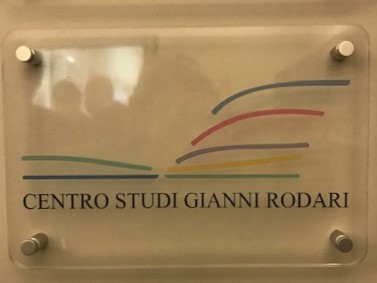 CENTRO STUDI GIANNI RODARI